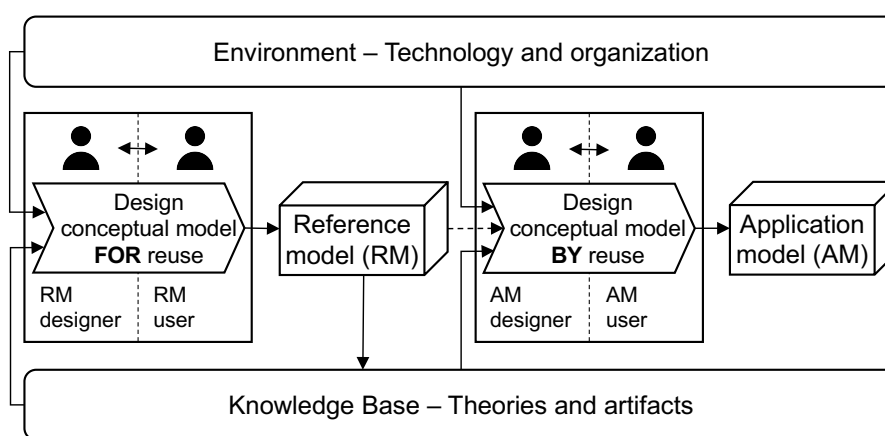 Environment – Technology and organization
Design
conceptual model
FOR reuse
RM
designer
RM
user
Reference
model (RM)
Design
conceptual model
BY reuse
AM
designer
AM
user
Application
model (AM)
Knowledge Base – Theories and artifacts